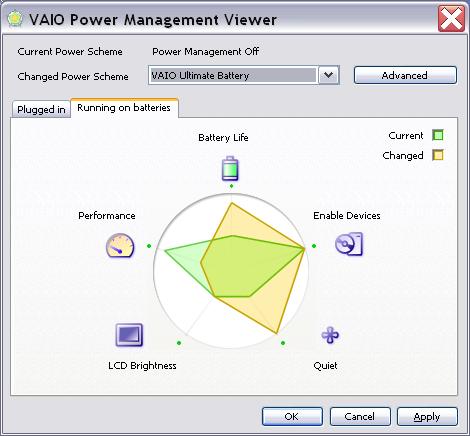 VAIO Power Management Viewer
Current Power Scheme Power Management Off
Changed Power Scheme VAIO Ultimate Battery Advanced
Plugged in Running on batteries
Battery Life
Current
Changed
Performance
Enable Devices
LCD Brightness
Quiet
OK Cancel Apply